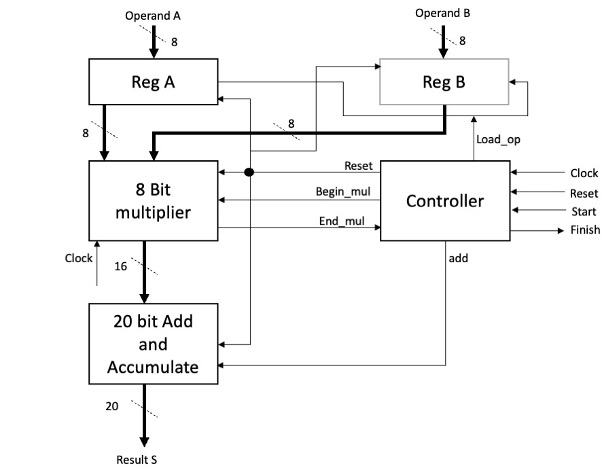 Operand A
Operand B
8
8
Reg A
Reg B
8
8
Load_op
8 Bit
multiplier
Reset
Begin_mul
End_mul
Controller
Clock
Reset
Start
Finish
Clock
16
add
20 bit Add
and
Accumulate
20
Result S